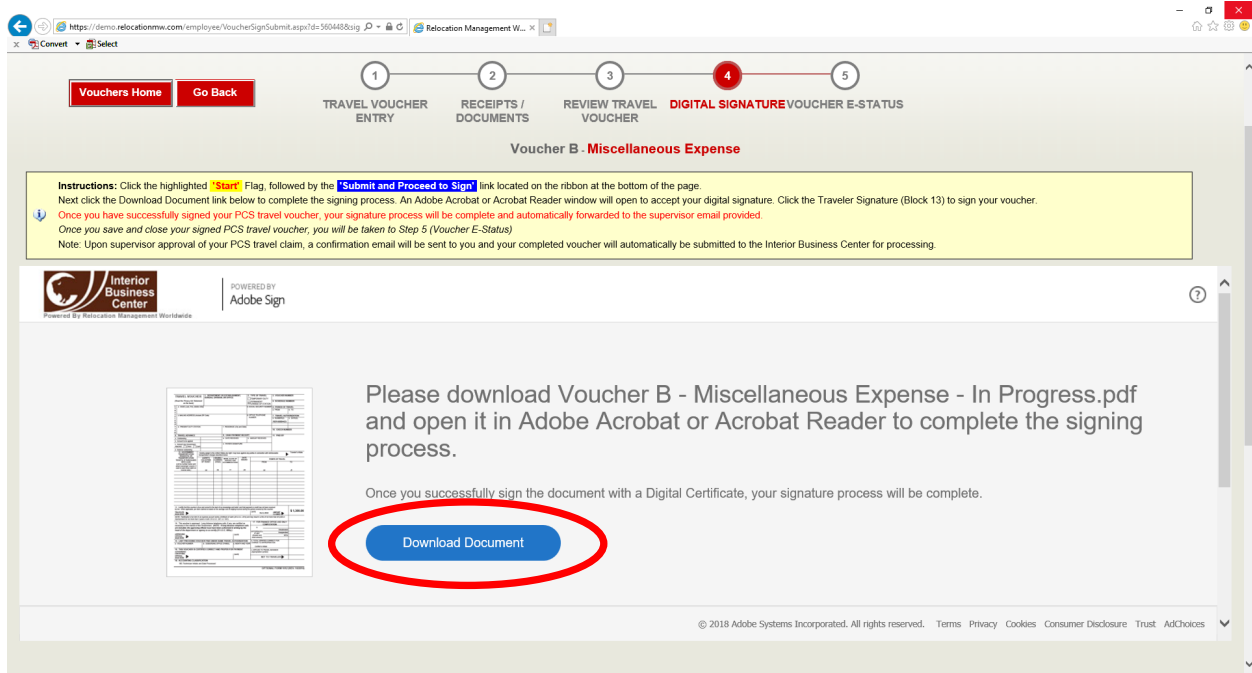 https://demo.relocationmw.com/employee/VoucherSignSubmit.aspx?d=560448&sig
Relocation Management W...
x Convert Select
Vouchers Home
Go Back
1 2 3 4 5
TRAVEL VOUCHER ENTRY
RECEIPTS / DOCUMENTS
REVIEW TRAVEL VOUCHER
DIGITAL SIGNATURE
VOUCHER E-STATUS
Voucher B - Miscellaneous Expense
Instructions: Click the highlighted 'Start' Flag, followed by the 'Submit and Proceed to Sign' link located on the ribbon at the bottom of the page.
Next click the Download Document link below to complete the signing process. An Adobe Acrobat or Acrobat Reader window will open to accept your digital signature. Click the Traveler Signature (Block 13) to sign your voucher.
Once you have successfully signed your PCS travel voucher, your signature process will be complete and automatically forwarded to the supervisor email provided.
Once you save and close your signed PCS travel voucher, you will be taken to Step 5 (Voucher E-Status)
Note: Upon supervisor approval of your PCS travel claim, a confirmation email will be sent to you and your completed voucher will automatically be submitted to the Interior Business Center for processing.
Interior
Business
Center
Powered By Relocation Management Worldwide
POWERED BY
Adobe Sign
?
Please download Voucher B - Miscellaneous Expense - In Progress.pdf
and open it in Adobe Acrobat or Acrobat Reader to complete the signing
process.
Once you successfully sign the document with a Digital Certificate, your signature process will be complete.
Download Document
© 2018 Adobe Systems Incorporated. All rights reserved. Terms Privacy Cookies Consumer Disclosure Trust AdChoices